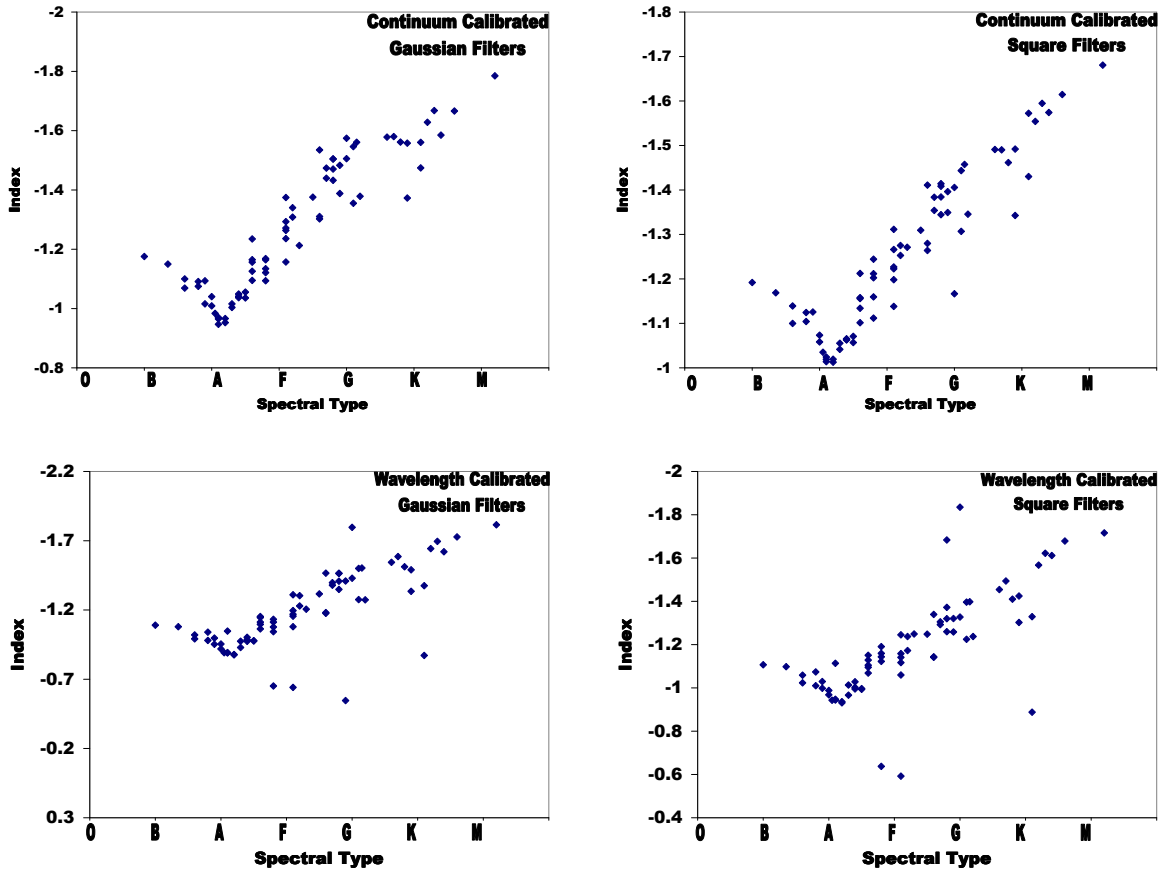 Continuum Calibrated
Gaussian Filters
-2
-1.8
-1.6
-1.4
-1.2
-1
-0.8
Index
O B A F G K M
Spectral Type
Continuum Calibrated
Square Filters
-1.8
-1.7
-1.6
-1.5
-1.4
-1.3
-1.2
-1.1
-1
Index
O B A F G K M
Spectral Type
Wavelength Calibrated
Gaussian Filters
-2.2
-1.7
-1.2
-0.7
-0.2
0.3
Index
O B A F G K M
Spectral Type
Wavelength Calibrated
Square Filters
-2
-1.8
-1.6
-1.4
-1.2
-1
-0.8
-0.6
-0.4
Index
O B A F G K M
Spectral Type